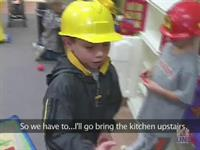 So we have to...I'll go bring the kitchen upstairs.